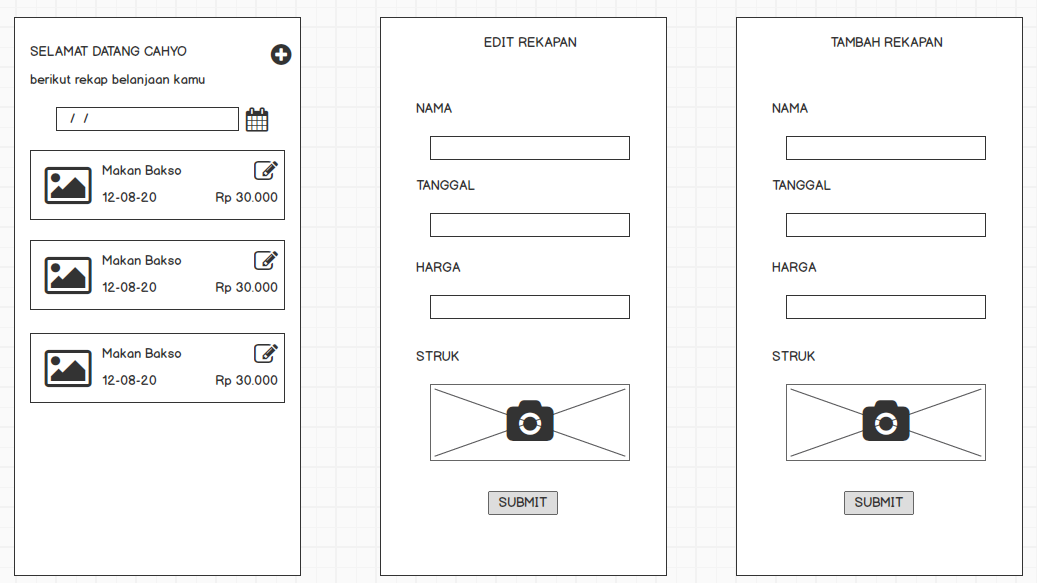 SELAMAT DATANG CAHYO
berikut rekap belanjaan kamu
/ /
Makan Bakso
12-08-20 Rp 30.000
Makan Bakso
12-08-20 Rp 30.000
Makan Bakso
12-08-20 Rp 30.000
EDIT REKAPAN
NAMA
TANGGAL
HARGA
STRUK
SUBMIT
TAMBAH REKAPAN
NAMA
TANGGAL
HARGA
STRUK
SUBMIT